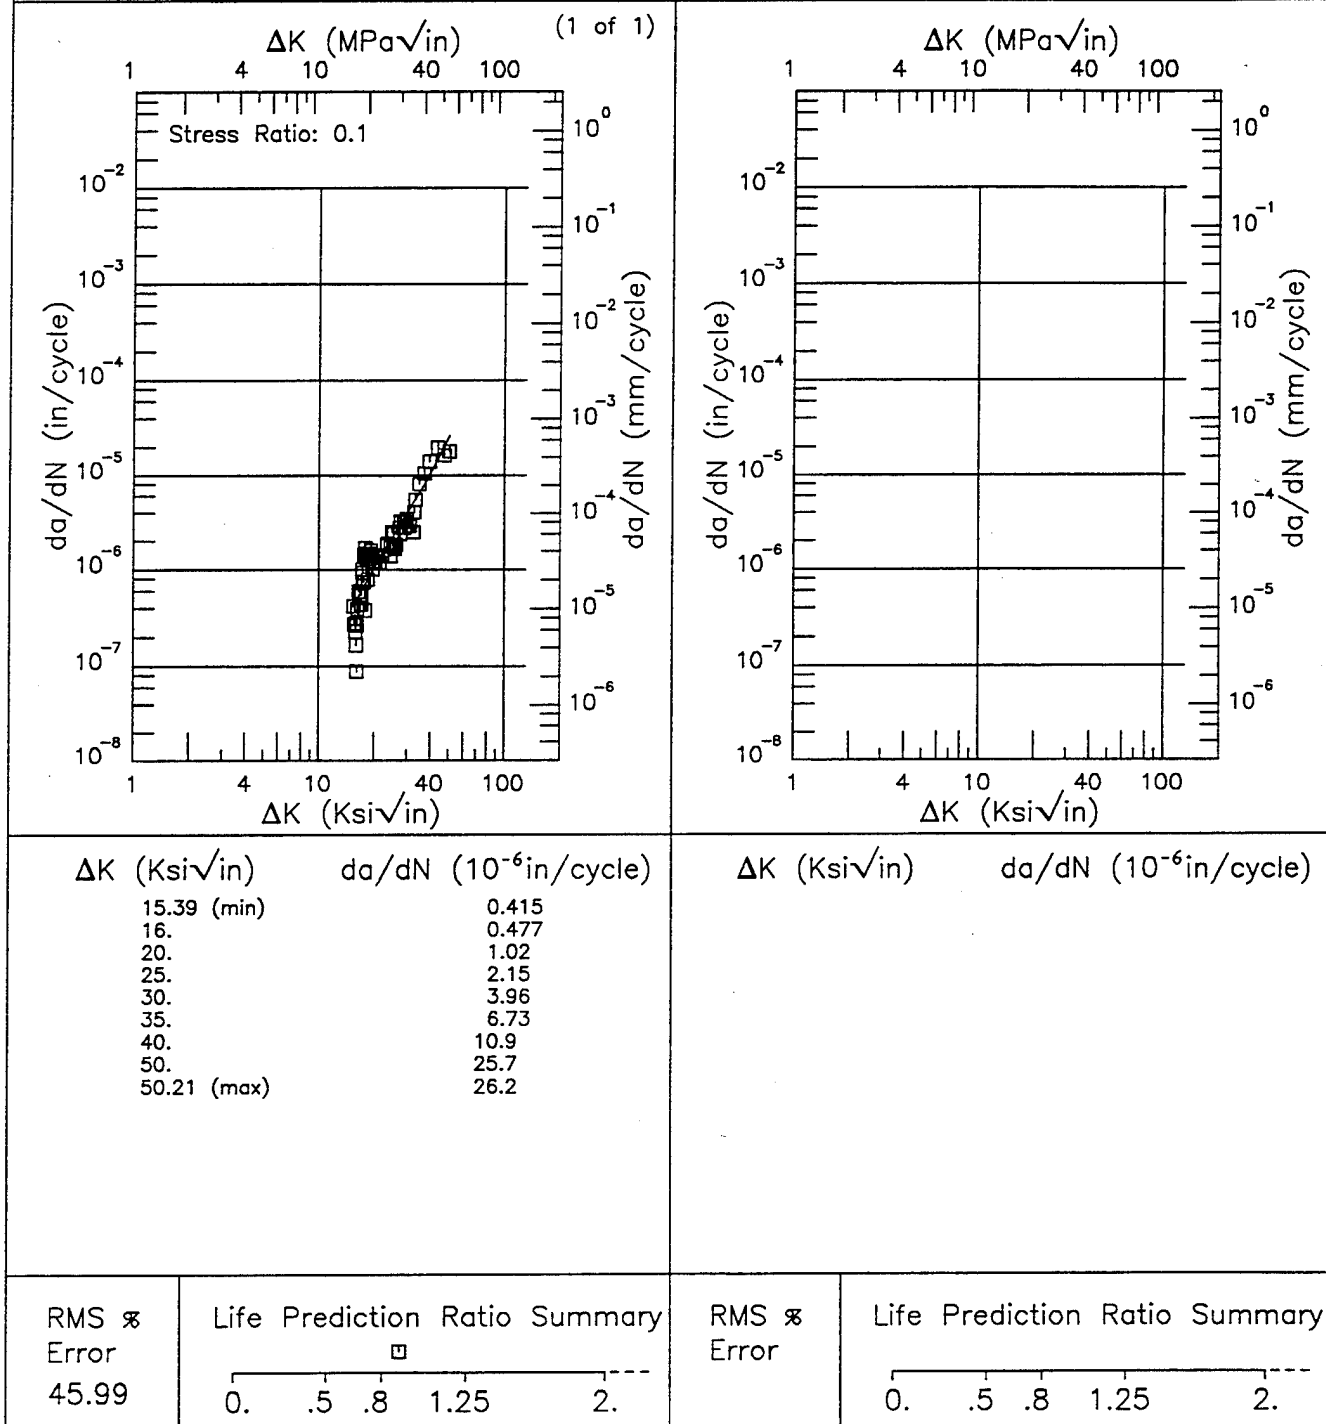 (1 of 1)
ΔK (MPa√in)
1 4 10 40 100
Stress Ratio: 0.1
da/dN (in/cycle)
10⁻²
10⁻³
10⁻⁴
10⁻⁵
10⁻⁶
10⁻⁷
10⁻⁸
10⁰
10⁻¹
10⁻²
10⁻³
10⁻⁴
10⁻⁵
10⁻⁶
da/dN (mm/cycle)
1 4 10 40 100
ΔK (Ksi√in)
ΔK (MPa√in)
1 4 10 40 100
da/dN (in/cycle)
10⁻²
10⁻³
10⁻⁴
10⁻⁵
10⁻⁶
10⁻⁷
10⁻⁸
10⁰
10⁻¹
10⁻²
10⁻³
10⁻⁴
10⁻⁵
10⁻⁶
da/dN (mm/cycle)
1 4 10 40 100
ΔK (Ksi√in)
ΔK (Ksi√in) da/dN (10⁻⁶in/cycle)
15.39 (min) 0.415
16. 0.477
20. 1.02
25. 2.15
30. 3.96
35. 6.73
40. 10.9
50. 25.7
50.21 (max) 26.2
ΔK (Ksi√in) da/dN (10⁻⁶in/cycle)
RMS %
Error
45.99
Life Prediction Ratio Summary
0. .5 .8 1.25 2.
RMS %
Error
Life Prediction Ratio Summary
0. .5 .8 1.25 2.